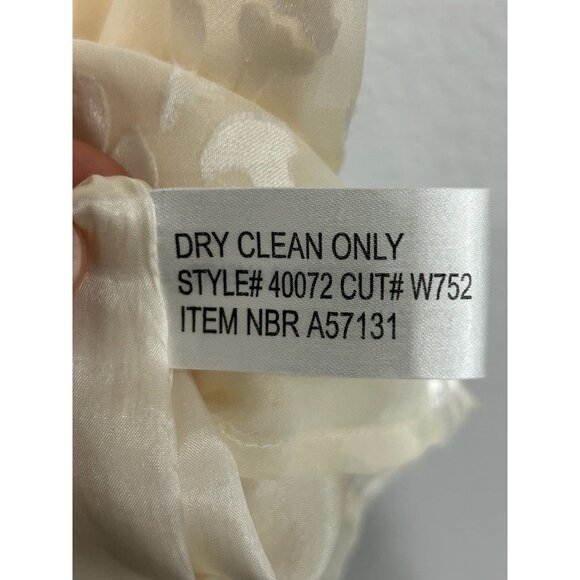 DRY CLEAN ONLY
STYLE# 40072 CUT# W752
ITEM NBR A57131